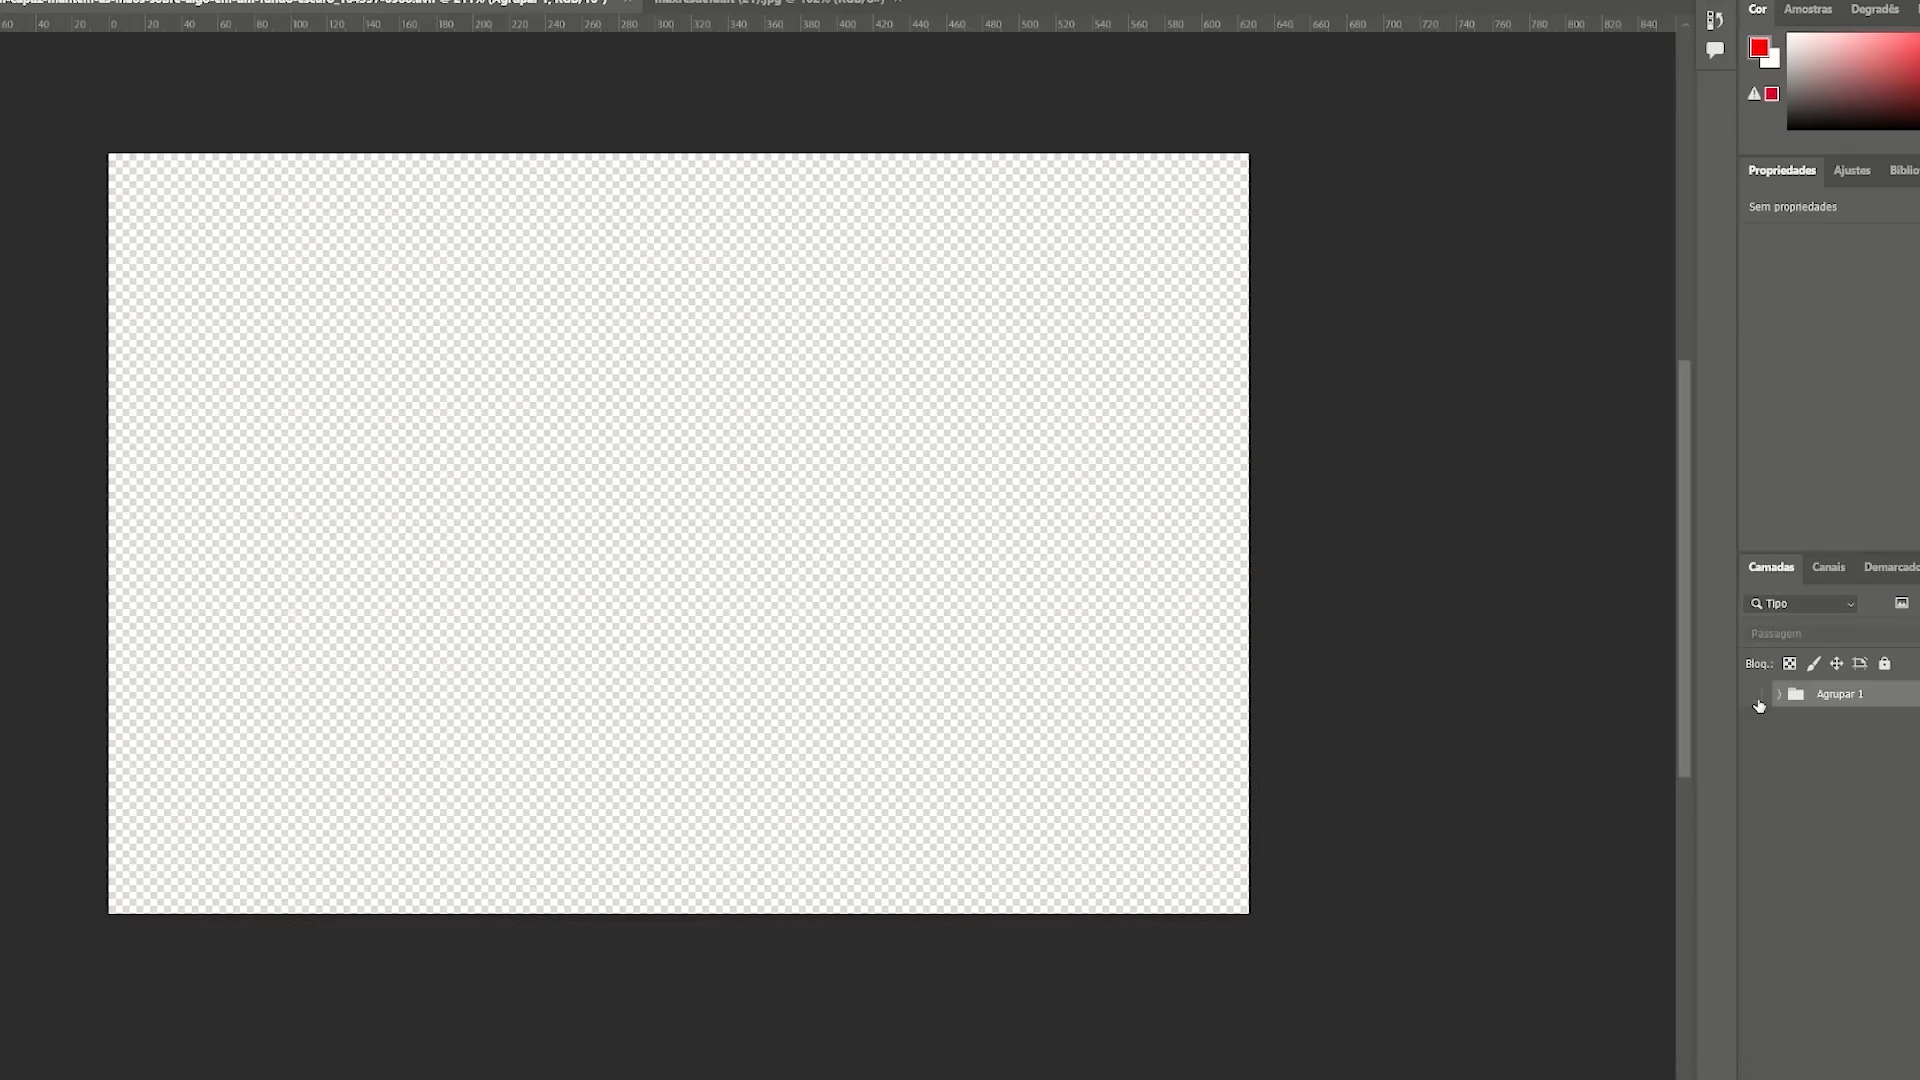 Cor Amostras Degradês
60 40 20 0 20 40 60 80 100 120 140 160 180 200 220 240 260 280 300 320 340 360 380 400 420 440 460 480 500 520 540 560 580 600 620 640 660 680 700 720 740 760 780 800 820 840
Propriedades Ajustes Biblio
Sem propriedades
Camadas Canais Demarcado
Tipo
Passagem
Bloq.:
Agrupar 1